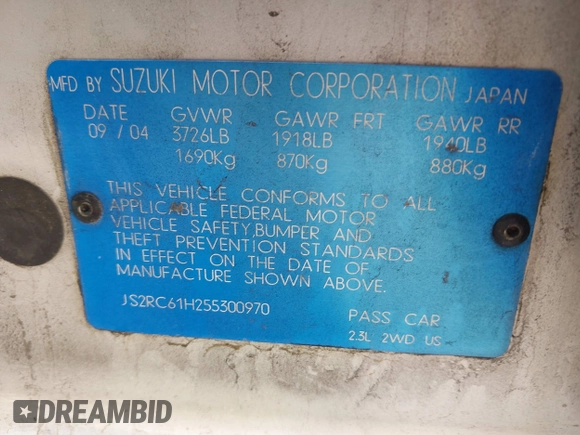 MFD BY SUZUKI MOTOR CORPORATION JAPAN
DATE GVWR GAWR FRT GAWR RR
09 / 04 3726LB 1918LB 1940LB
1690Kg 870Kg 880Kg
THIS VEHICLE CONFORMS TO ALL
APPLICABLE FEDERAL MOTOR
VEHICLE SAFETY,BUMPER AND
THEFT PREVENTION STANDARDS
IN EFFECT ON THE DATE OF
MANUFACTURE SHOWN ABOVE.
JS2RC61H255300970 PASS CAR
2.3L 2WD US
DREAMBID